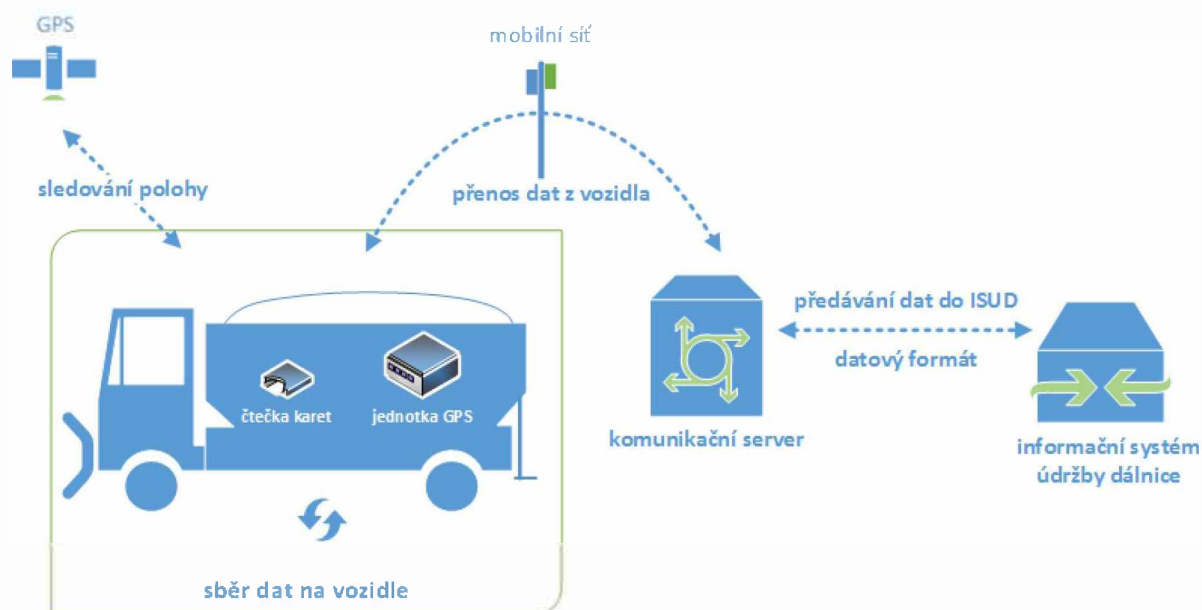 GPS
mobilní síť
sledování polohy
přenos dat z vozidla
předávání dat do ISUD
datový formát
čtečka karet
jednotka GPS
komunikační server
informační systém
údržby dálnice
sběr dat na vozidle